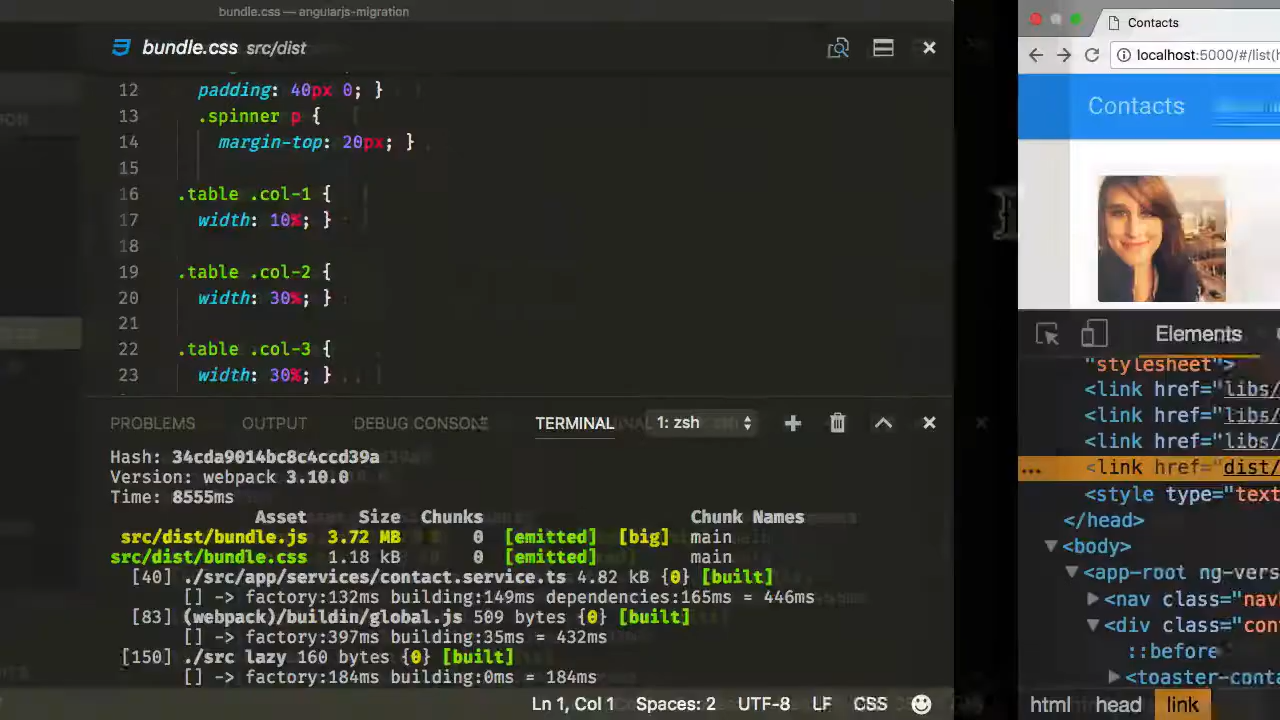 bundle.css — angularjs-migration
bundle.css src/dist
12 padding: 40px 0; }
13 .spinner p {
14 margin-top: 20px; }
15
16 .table .col-1 {
17 width: 10%; }
18
19 .table .col-2 {
20 width: 30%; }
21
22 .table .col-3 {
23 width: 30%; }
PROBLEMS OUTPUT DEBUG CONSOLE TERMINAL 1: zsh
Hash: 34cda9014bc8c4ccd39a
Version: webpack 3.10.0
Time: 8555ms
Asset Size Chunks Chunk Names
src/dist/bundle.js 3.72 MB 0 [emitted] [big] main
src/dist/bundle.css 1.18 kB 0 [emitted] main
[40] ./src/app/services/contact.service.ts 4.82 kB {0} [built]
[] -> factory:132ms building:149ms dependencies:165ms = 446ms
[83] (webpack)/buildin/global.js 509 bytes {0} [built]
[] -> factory:397ms building:35ms = 432ms
[150] ./src lazy 160 bytes {0} [built]
[] -> factory:184ms building:0ms = 184ms
Ln 1, Col 1 Spaces: 2 UTF-8 LF CSS
Contacts
localhost:5000/#/list(
Contacts
Elements
"stylesheet">
<link href="libs/
<link href="libs/
<link href="libs/
... <link href="dist/
<style type="text
</head>
<body>
<app-root ng-vers
<nav class="nav
<div class="con
::before
<toaster-conta
html head link